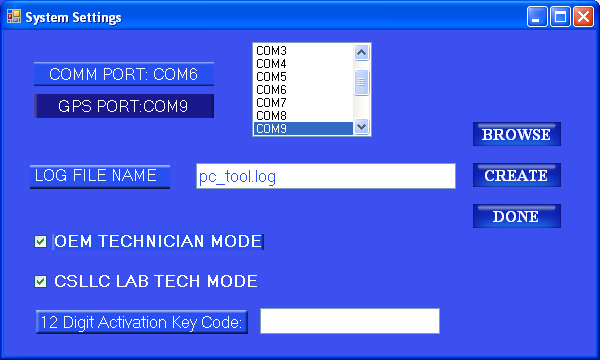 System Settings
COMM PORT: COM6
GPS PORT:COM9
COM3
COM4
COM5
COM6
COM7
COM8
COM9
BROWSE
LOG FILE NAME
pc_tool.log
CREATE
DONE
OEM TECHNICIAN MODE
CSLLC LAB TECH MODE
12 Digit Activation Key Code: